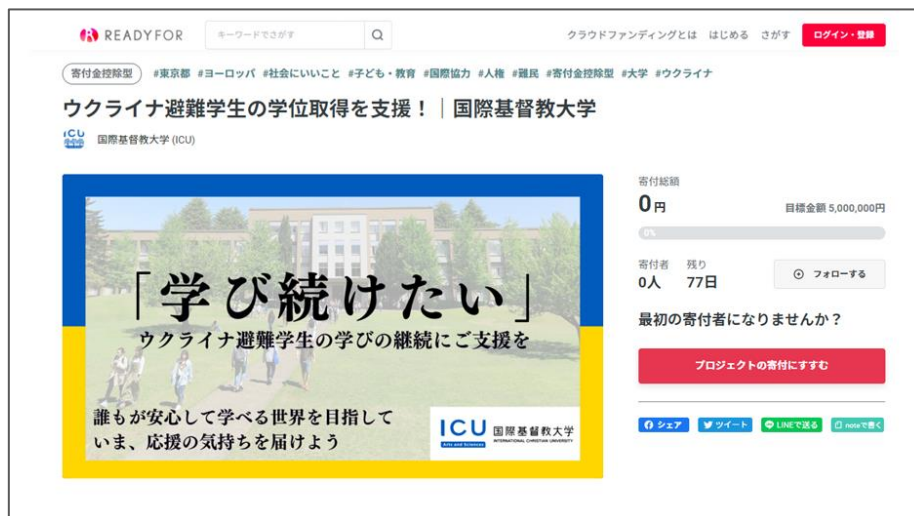 READYFOR
キーワードでさがす
クラウドファンディングとは はじめる さがす ログイン・登録
寄付金控除型 #東京都 #ヨーロッパ #社会にいいこと #子ども・教育 #国際協力 #人権 #難民 #寄付金控除型 #大学 #ウクライナ
ウクライナ避難学生の学位取得を支援！｜国際基督教大学
ICU
国際基督教大学 (ICU)
「学び続けたい」
ウクライナ避難学生の学びの継続にご支援を
誰もが安心して学べる世界を目指して
いま、応援の気持ちを届けよう
ICU 国際基督教大学
Arts and Sciences INTERNATIONAL CHRISTIAN UNIVERSITY
寄付総額
0円 目標金額 5,000,000円
0%
寄付者 残り
0人 77日
フォローする
最初の寄付者になりませんか？
プロジェクトの寄付にすすむ
シェア ツイート LINEで送る noteで書く